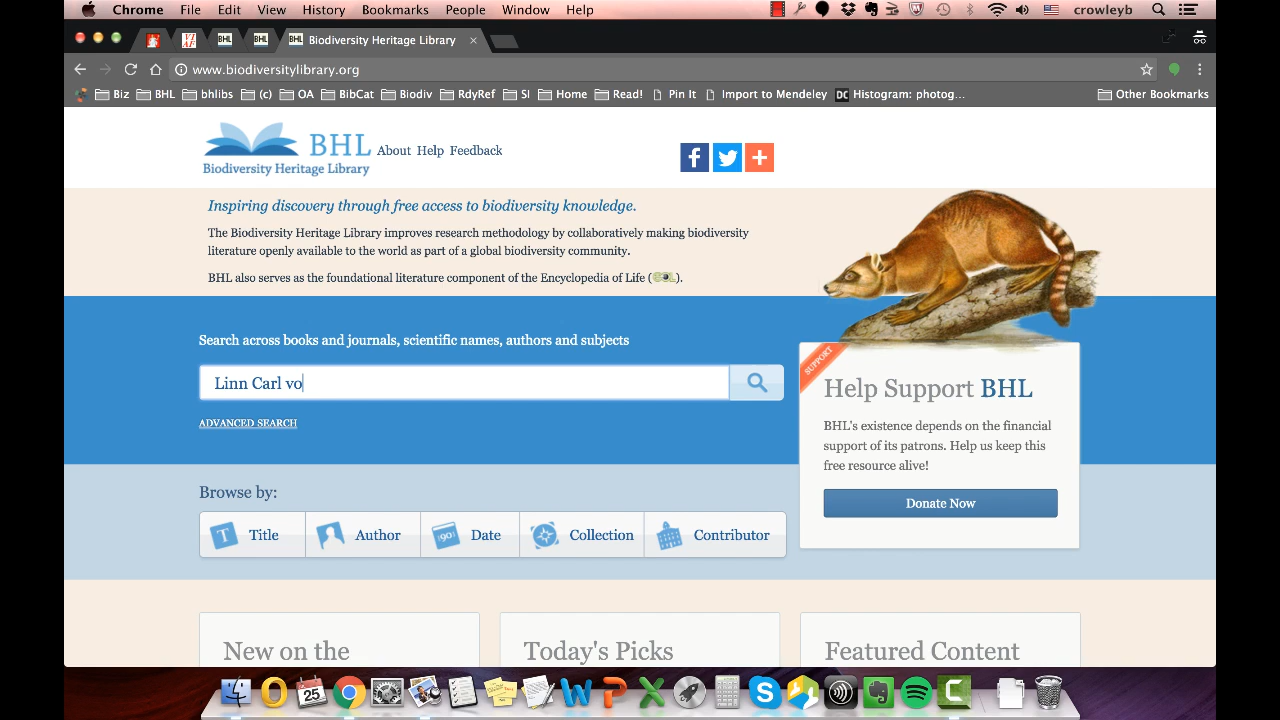 Chrome File Edit View History Bookmarks People Window Help crowleyb
VIAF BHL BHL BHL Biodiversity Heritage Library ×
www.biodiversitylibrary.org
Biz BHL bhlibs (c) OA BibCat Biodiv RdyRef SI Home Read! Pin It Import to Mendeley DC Histogram: photog... Other Bookmarks
BHL
Biodiversity Heritage Library
About Help Feedback
f +
Inspiring discovery through free access to biodiversity knowledge.
The Biodiversity Heritage Library improves research methodology by collaboratively making biodiversity
literature openly available to the world as part of a global biodiversity community.
BHL also serves as the foundational literature component of the Encyclopedia of Life (EOL).
Search across books and journals, scientific names, authors and subjects
Linn Carl vo
ADVANCED SEARCH
SUPPORT
Help Support BHL
BHL's existence depends on the financial
support of its patrons. Help us keep this
free resource alive!
Donate Now
Browse by:
T Title Author 190 Date Collection Contributor
New on the
Today's Picks
Featured Content
25 W P X S C